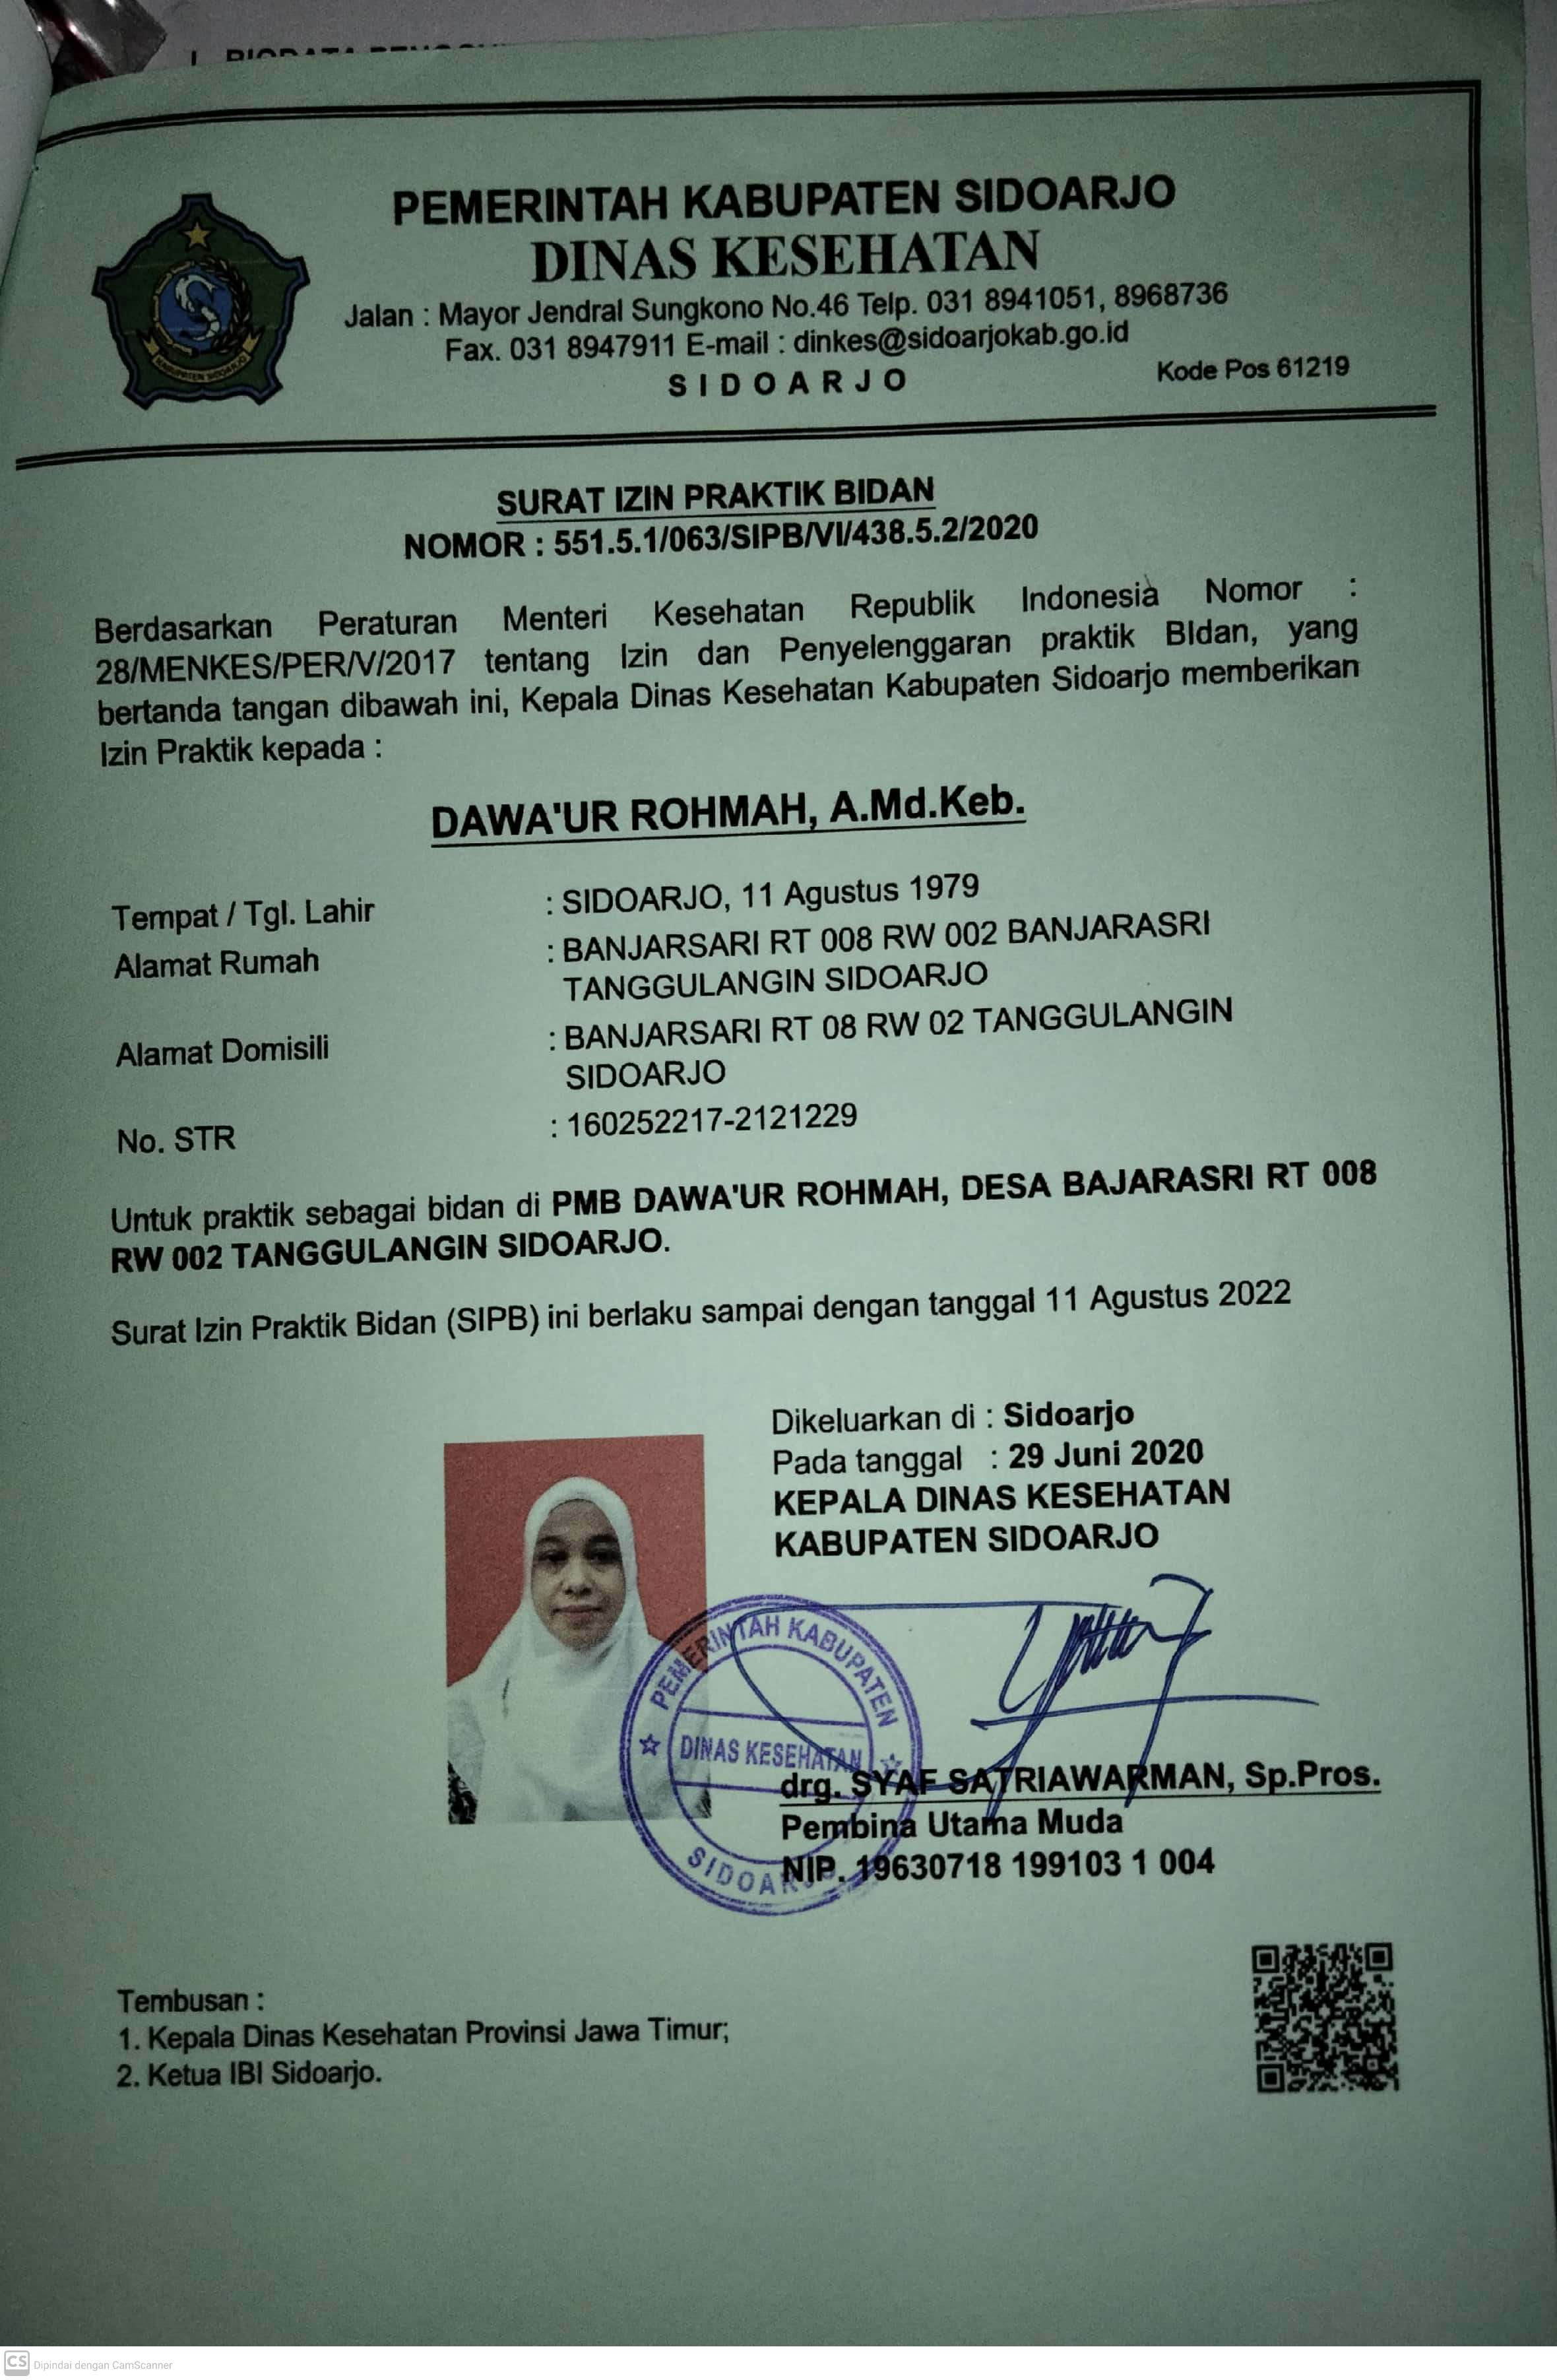 PEMERINTAH KABUPATEN SIDOARJO
DINAS KESEHATAN
Jalan : Mayor Jendral Sungkono No.46 Telp. 031 8941051, 8968736
Fax. 031 8947911 E-mail : dinkes@sidoarjokab.go.id
SIDOARJO
Kode Pos 61219
KABUPATEN SIDOARJO
SURAT IZIN PRAKTIK BIDAN
NOMOR : 551.5.1/063/SIPB/VI/438.5.2/2020
Berdasarkan Peraturan Menteri Kesehatan Republik Indonesia Nomor :
28/MENKES/PER/V/2017 tentang Izin dan Penyelenggaran praktik BIdan, yang
bertanda tangan dibawah ini, Kepala Dinas Kesehatan Kabupaten Sidoarjo memberikan
Izin Praktik kepada :
DAWA'UR ROHMAH, A.Md.Keb.
Tempat / Tgl. Lahir : SIDOARJO, 11 Agustus 1979
Alamat Rumah : BANJARSARI RT 008 RW 002 BANJARASRI
TANGGULANGIN SIDOARJO
Alamat Domisili : BANJARSARI RT 08 RW 02 TANGGULANGIN
SIDOARJO
No. STR : 160252217-2121229
Untuk praktik sebagai bidan di PMB DAWA'UR ROHMAH, DESA BAJARASRI RT 008
RW 002 TANGGULANGIN SIDOARJO.
Surat Izin Praktik Bidan (SIPB) ini berlaku sampai dengan tanggal 11 Agustus 2022
Dikeluarkan di : Sidoarjo
Pada tanggal : 29 Juni 2020
KEPALA DINAS KESEHATAN
KABUPATEN SIDOARJO
PEMERINTAH KABUPATEN
DINAS KESEHATAN
SIDOARJO
drg. SYAF SATRIAWARMAN, Sp.Pros.
Pembina Utama Muda
NIP. 19630718 199103 1 004
Tembusan :
1. Kepala Dinas Kesehatan Provinsi Jawa Timur;
2. Ketua IBI Sidoarjo.
CS Dipindai dengan CamScanner